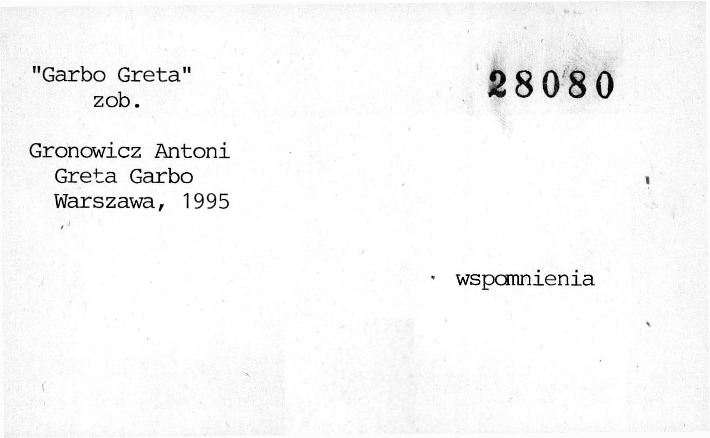 "Garbo Greta"
zob.
28080
Gronowicz Antoni
Greta Garbo
Warszawa, 1995
wspomnienia